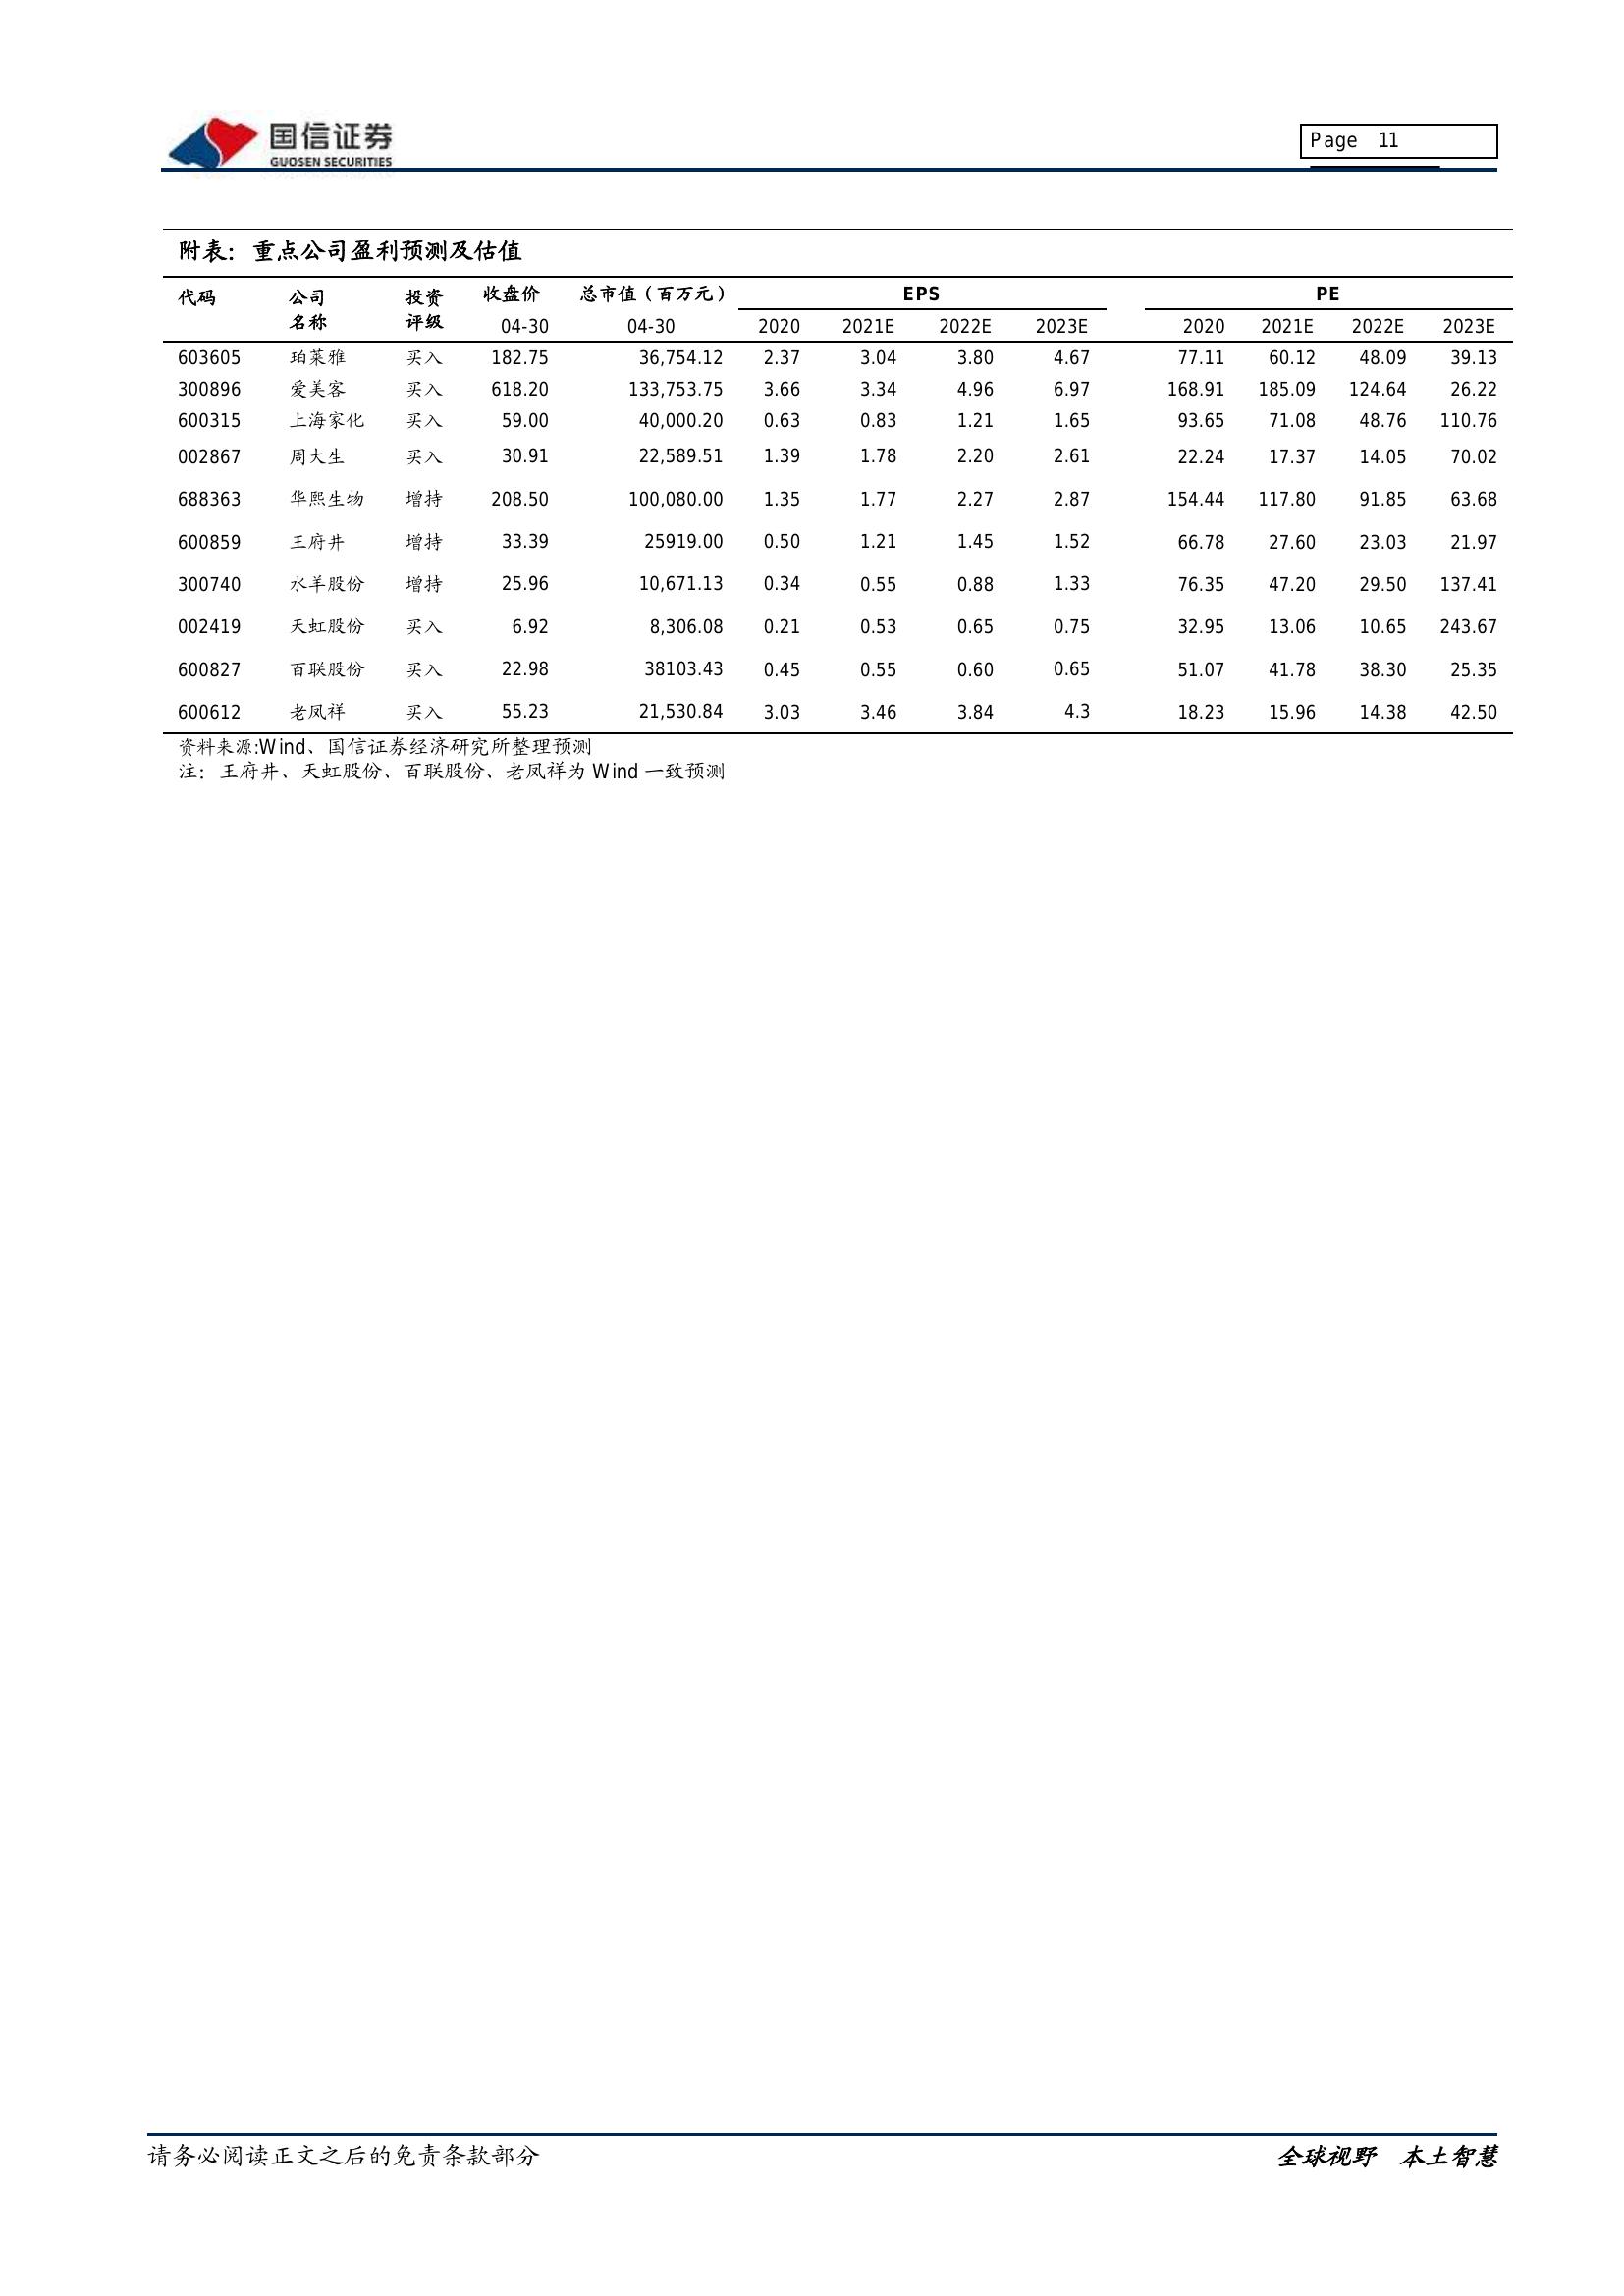 国信证券
GUOSEN SECURITIES
Page 11
附表：重点公司盈利预测及估值
代码 公司名称 投资评级 收盘价 总市值（百万元） EPS PE
04-30 04-30 2020 2021E 2022E 2023E 2020 2021E 2022E 2023E
603605 珀莱雅 买入 182.75 36,754.12 2.37 3.04 3.80 4.67 77.11 60.12 48.09 39.13
300896 爱美客 买入 618.20 133,753.75 3.66 3.34 4.96 6.97 168.91 185.09 124.64 26.22
600315 上海家化 买入 59.00 40,000.20 0.63 0.83 1.21 1.65 93.65 71.08 48.76 110.76
002867 周大生 买入 30.91 22,589.51 1.39 1.78 2.20 2.61 22.24 17.37 14.05 70.02
688363 华熙生物 增持 208.50 100,080.00 1.35 1.77 2.27 2.87 154.44 117.80 91.85 63.68
600859 王府井 增持 33.39 25919.00 0.50 1.21 1.45 1.52 66.78 27.60 23.03 21.97
300740 水羊股份 增持 25.96 10,671.13 0.34 0.55 0.88 1.33 76.35 47.20 29.50 137.41
002419 天虹股份 买入 6.92 8,306.08 0.21 0.53 0.65 0.75 32.95 13.06 10.65 243.67
600827 百联股份 买入 22.98 38103.43 0.45 0.55 0.60 0.65 51.07 41.78 38.30 25.35
600612 老凤祥 买入 55.23 21,530.84 3.03 3.46 3.84 4.3 18.23 15.96 14.38 42.50
资料来源:Wind、国信证券经济研究所整理预测
注：王府井、天虹股份、百联股份、老凤祥为 Wind 一致预测
请务必阅读正文之后的免责条款部分
全球视野 本土智慧